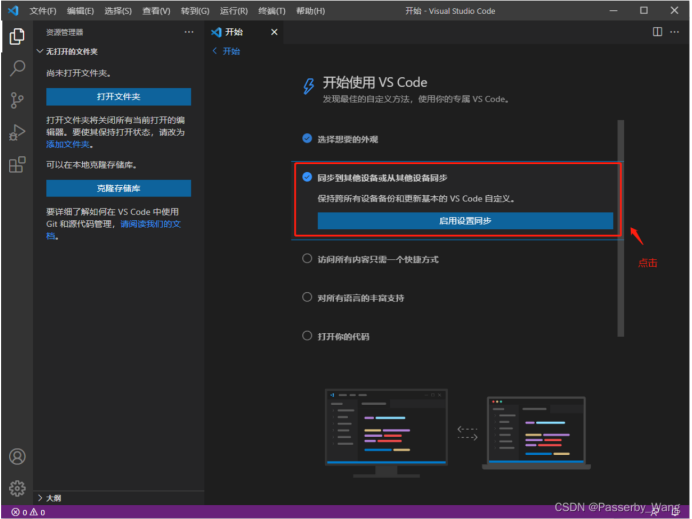 文件(F) 编辑(E) 选择(S) 查看(V) 转到(G) 运行(R) 终端(T) 帮助(H) 开始 - Visual Studio Code
资源管理器
开始
无打开的文件夹
开始
尚未打开文件夹。
打开文件夹
打开文件夹将关闭所有当前打开的编
辑器。要使其保持打开状态，请改为
添加文件夹。
可以在本地克隆存储库。
克隆存储库
要详细了解如何在 VS Code 中使用
Git 和源代码管理，请阅读我们的文
档。
开始使用 VS Code
发现最佳的自定义方法，使用你的专属 VS Code。
选择想要的外观
同步到其他设备或从其他设备同步
保持跨所有设备备份和更新基本的 VS Code 自定义。
启用设置同步
点击
访问所有内容只需一个快捷方式
对所有语言的丰富支持
打开你的代码
大纲
0 0
CSDN @Passerby_Wang